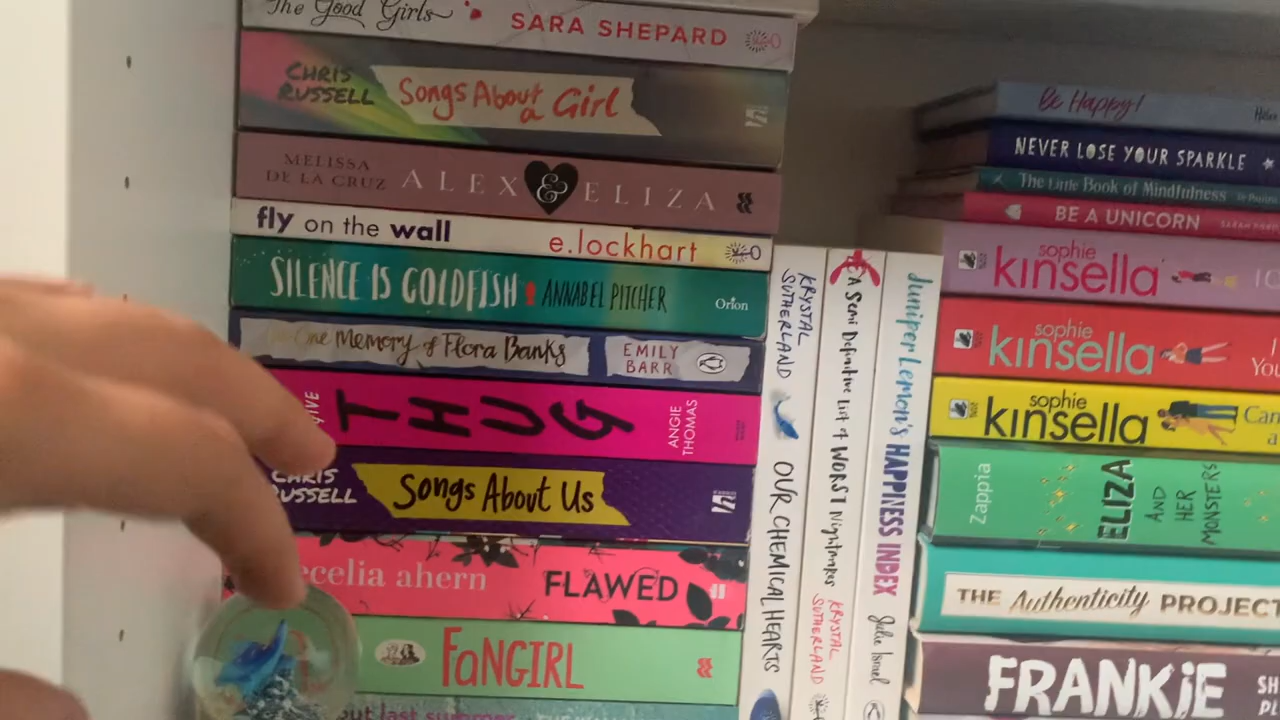 The Good Girls SARA SHEPARD
CHRIS RUSSELL Songs About a Girl
MELISSA DE LA CRUZ ALEX & ELIZA
fly on the wall e.lockhart
SILENCE IS GOLDFISH ANNABEL PITCHER Orion
One Memory of Flora Banks EMILY BARR
THUG ANGIE THOMAS
CHRIS RUSSELL Songs About Us
ecelia ahern FLAWED
FANGIRL
out last summer
KRYSTAL SUTHERLAND OUR CHEMICAL HEARTS
A Semi Definitive List of WORST Nightmares KRYSTAL SUTHERLAND
Juniper Lemon's HAPPINESS INDEX Julie Israel
Be Happy!
NEVER LOSE YOUR SPARKLE
The Little Book of Mindfulness
BE A UNICORN
sophie kinsella
sophie kinsella
sophie kinsella
Zappia ELIZA AND HER MONSTERS
THE Authenticity PROJECT
FRANKIE